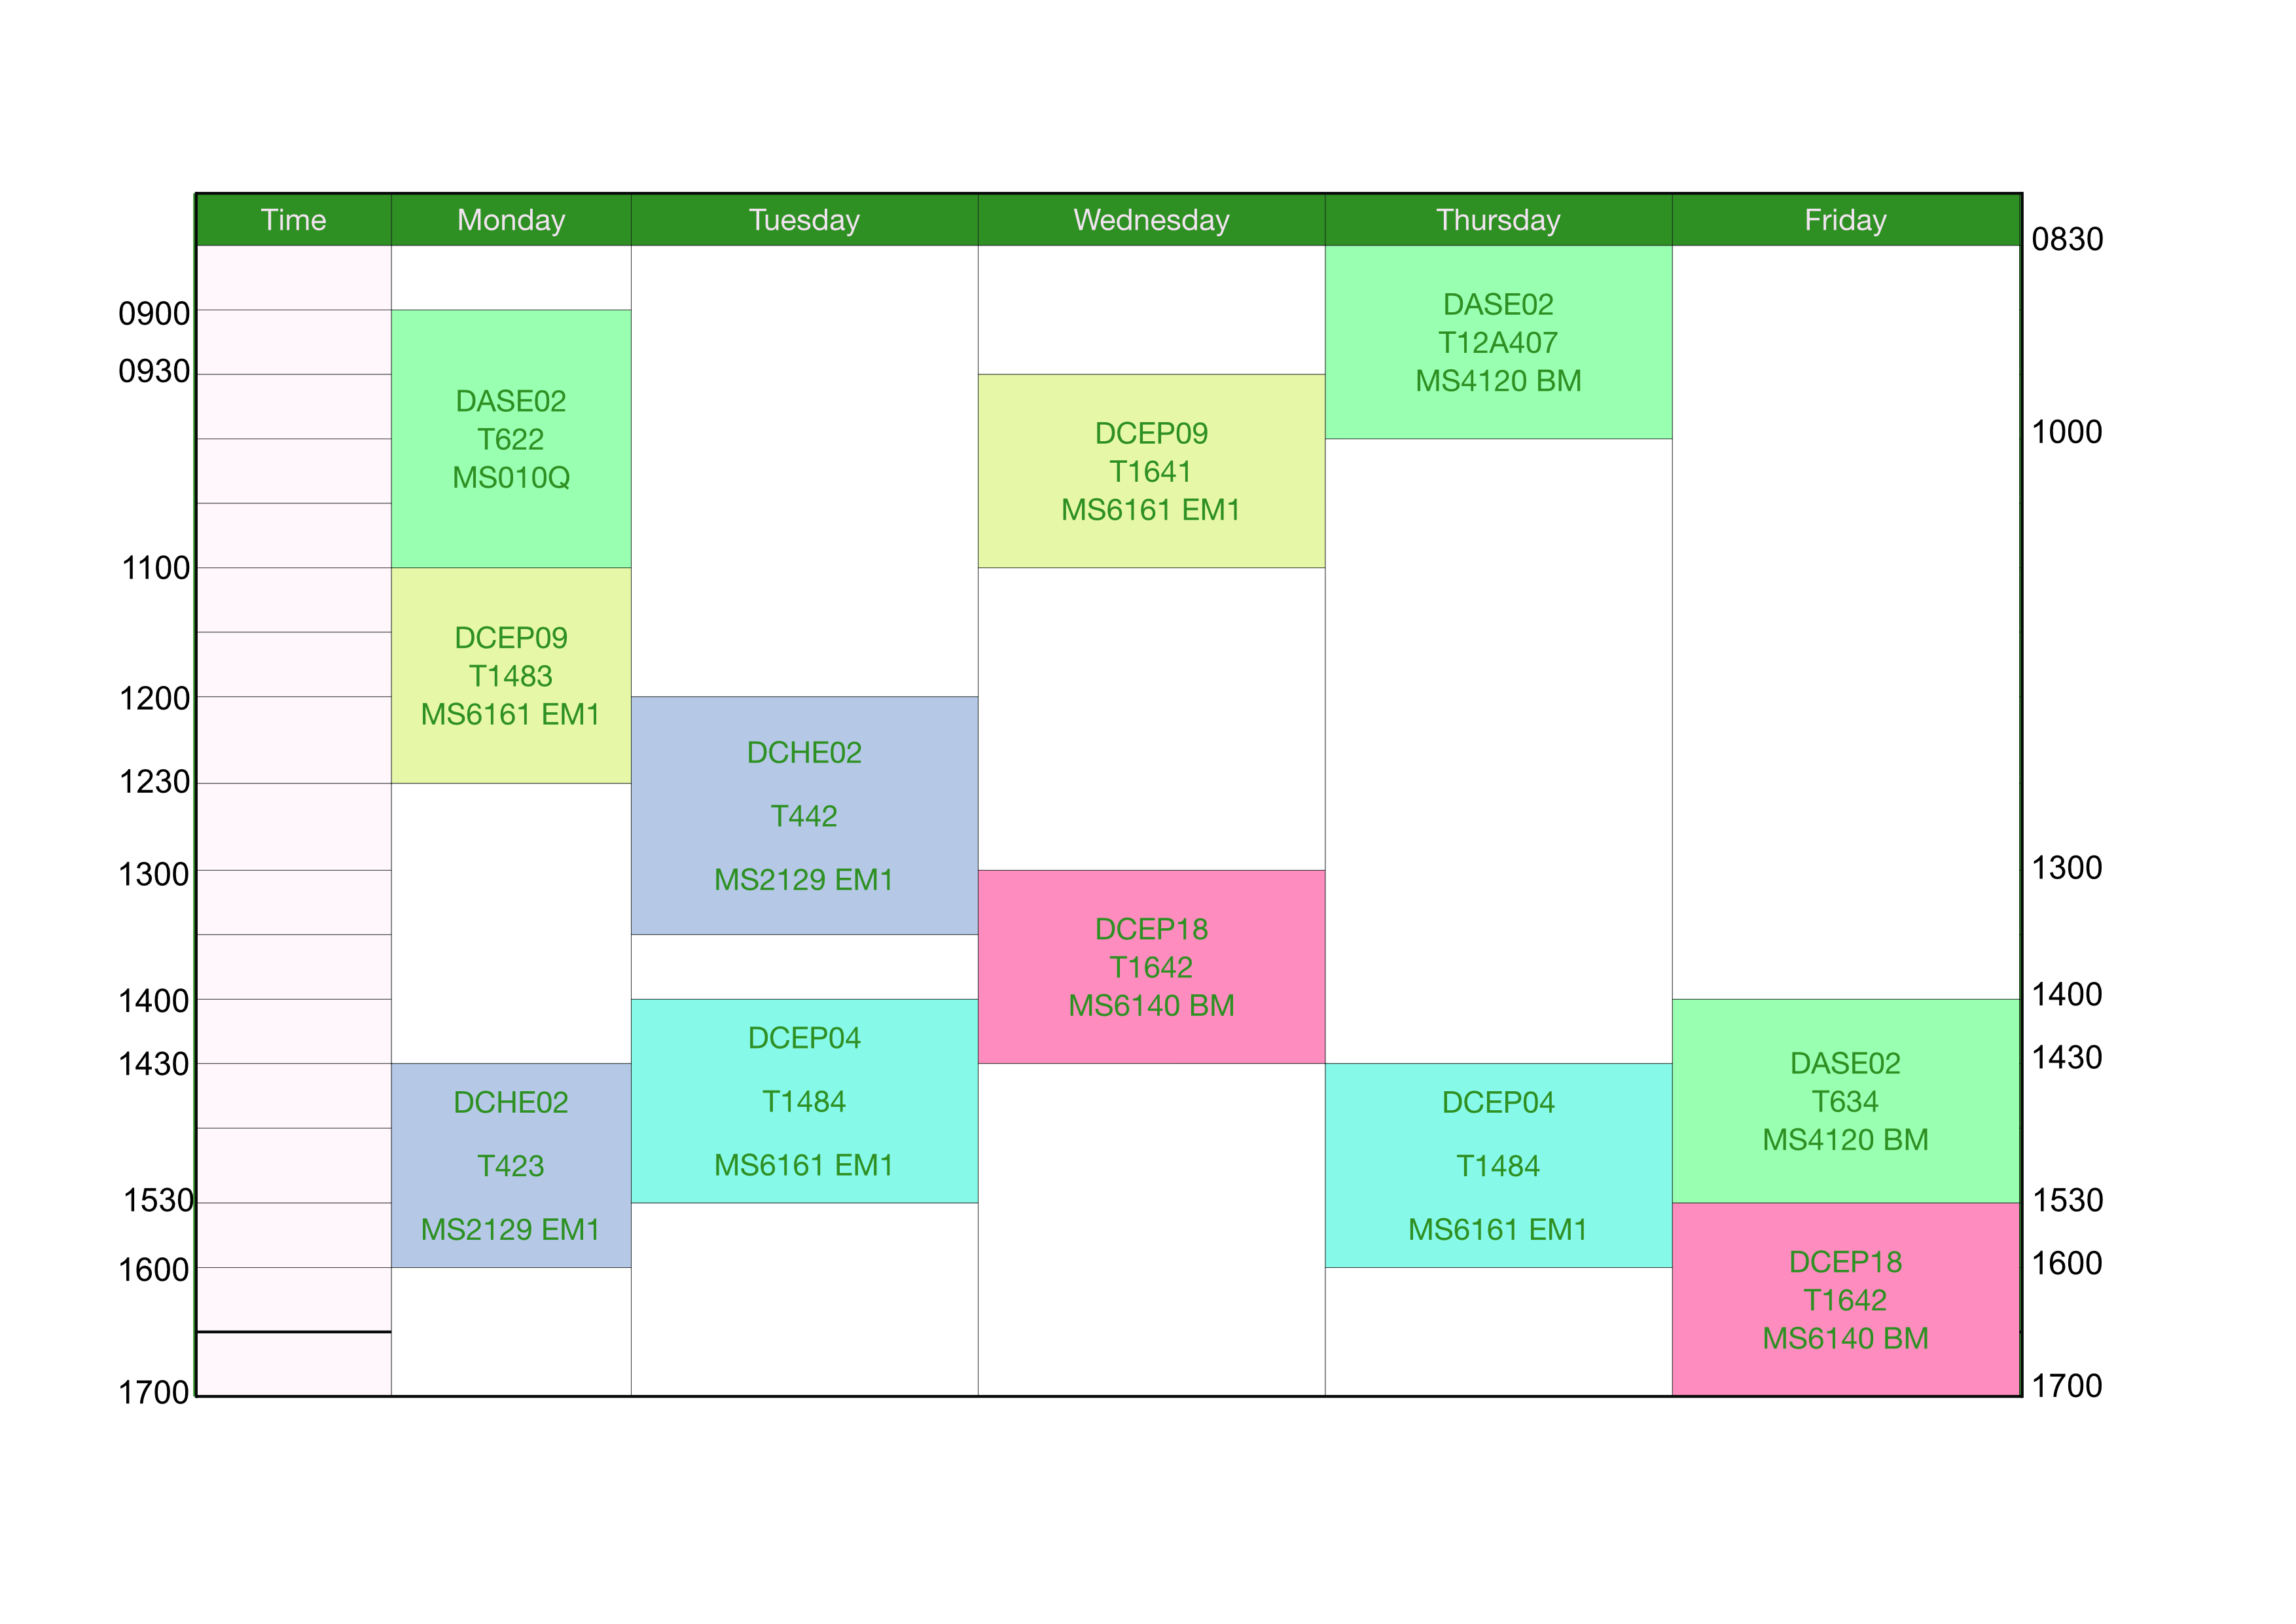 Time Monday Tuesday Wednesday Thursday Friday
0830
0900
0930
1000
1100
1200
1230
1300
1300
1400
1400
1430
1430
1530
1530
1600
1600
1700
1700
DASE02
T622
MS010Q
DCEP09
T1483
MS6161 EM1
DCHE02
T423
MS2129 EM1
DCHE02
T442
MS2129 EM1
DCEP04
T1484
MS6161 EM1
DCEP09
T1641
MS6161 EM1
DCEP18
T1642
MS6140 BM
DASE02
T12A407
MS4120 BM
DCEP04
T1484
MS6161 EM1
DASE02
T634
MS4120 BM
DCEP18
T1642
MS6140 BM